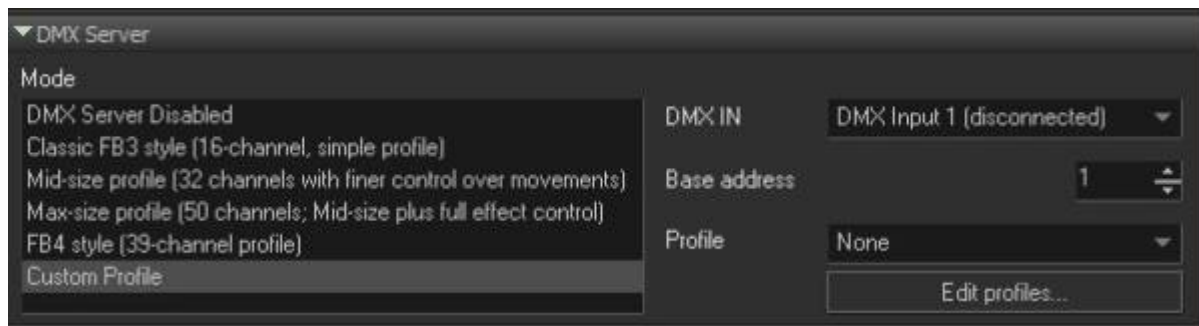 DMX Server
Mode
DMX Server Disabled
Classic FB3 style (16-channel, simple profile)
Mid-size profile (32 channels with finer control over movements)
Max-size profile (50 channels; Mid-size plus full effect control)
FB4 style (39-channel profile)
Custom Profile
DMX IN
DMX Input 1 (disconnected)
Base address
1
Profile
None
Edit profiles...